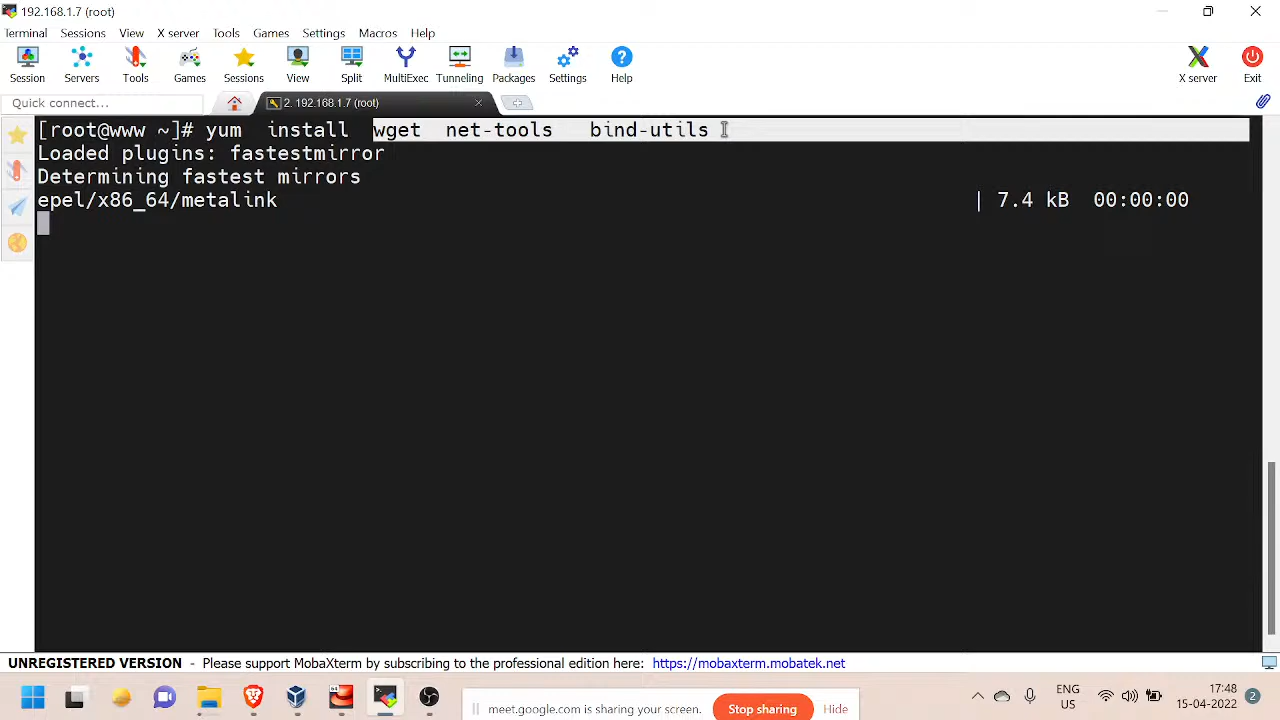 192.168.1.7 (root)
Terminal Sessions View X server Tools Games Settings Macros Help
Session Servers Tools Games Sessions View Split MultiExec Tunneling Packages Settings Help X server Exit
Quick connect... 2. 192.168.1.7 (root)
[root@www ~]# yum  install  wget  net-tools   bind-utils
Loaded plugins: fastestmirror
Determining fastest mirrors
epel/x86_64/metalink | 7.4 kB  00:00:00
UNREGISTERED VERSION - Please support MobaXterm by subscribing to the professional edition here: https://mobaxterm.mobatek.net
meet.google.com is sharing your screen. Stop sharing Hide
ENG
US
17:48
15-04-2022
2